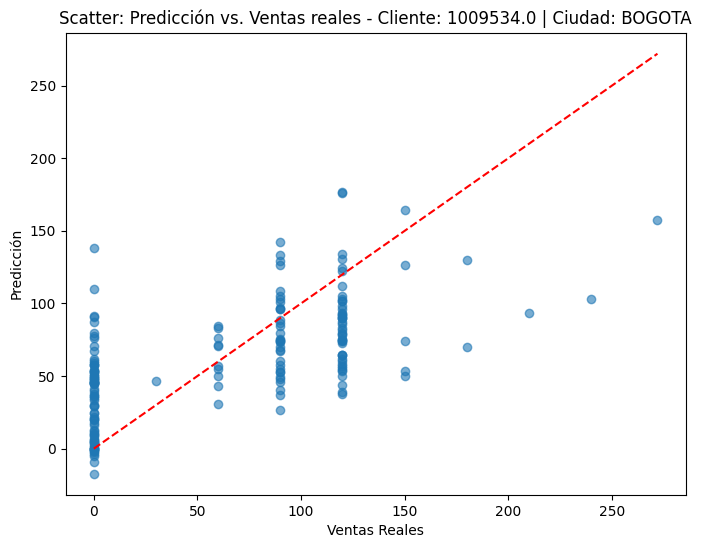 Scatter: Predicción vs. Ventas reales - Cliente: 1009534.0 | Ciudad: BOGOTA
250
200
150
100
50
0
Predicción
0 50 100 150 200 250
Ventas Reales